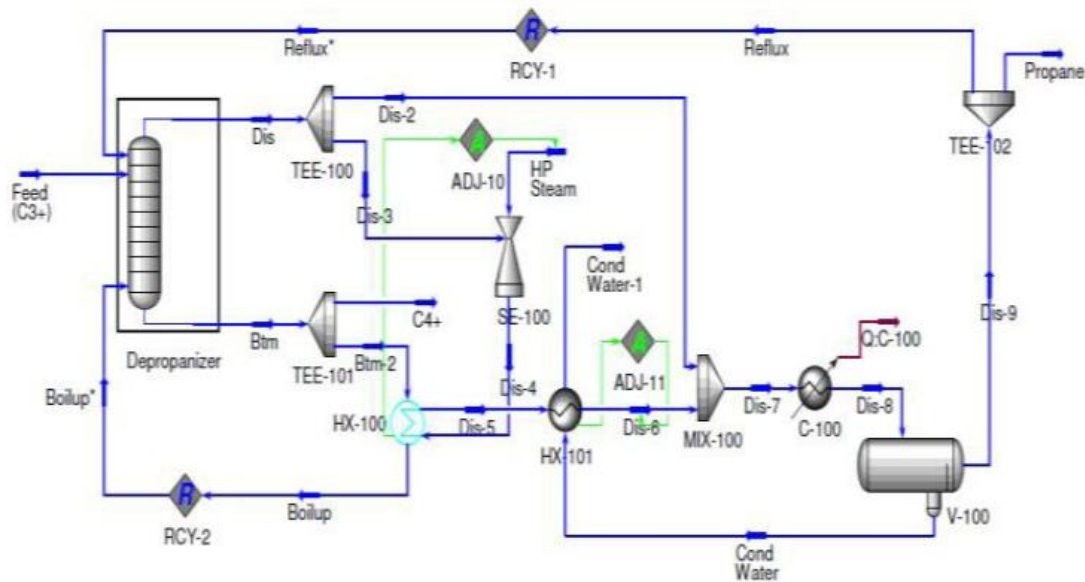 Reflux*
R
RCY-1
Reflux
Propane
Dis
Dis-2
TEE-100
A
ADJ-10
HP
Steam
TEE-102
Feed
(C3+)
Dis-3
Cond
Water-1
SE-100
C4+
Dis-9
Btm
Depropanizer
TEE-101
Btm-2
Dis-4
A
ADJ-11
Q:C-100
Boilup*
HX-100
Dis-5
HX-101
Dis-6
MIX-100
Dis-7
C-100
Dis-8
R
RCY-2
Boilup
V-100
Cond
Water